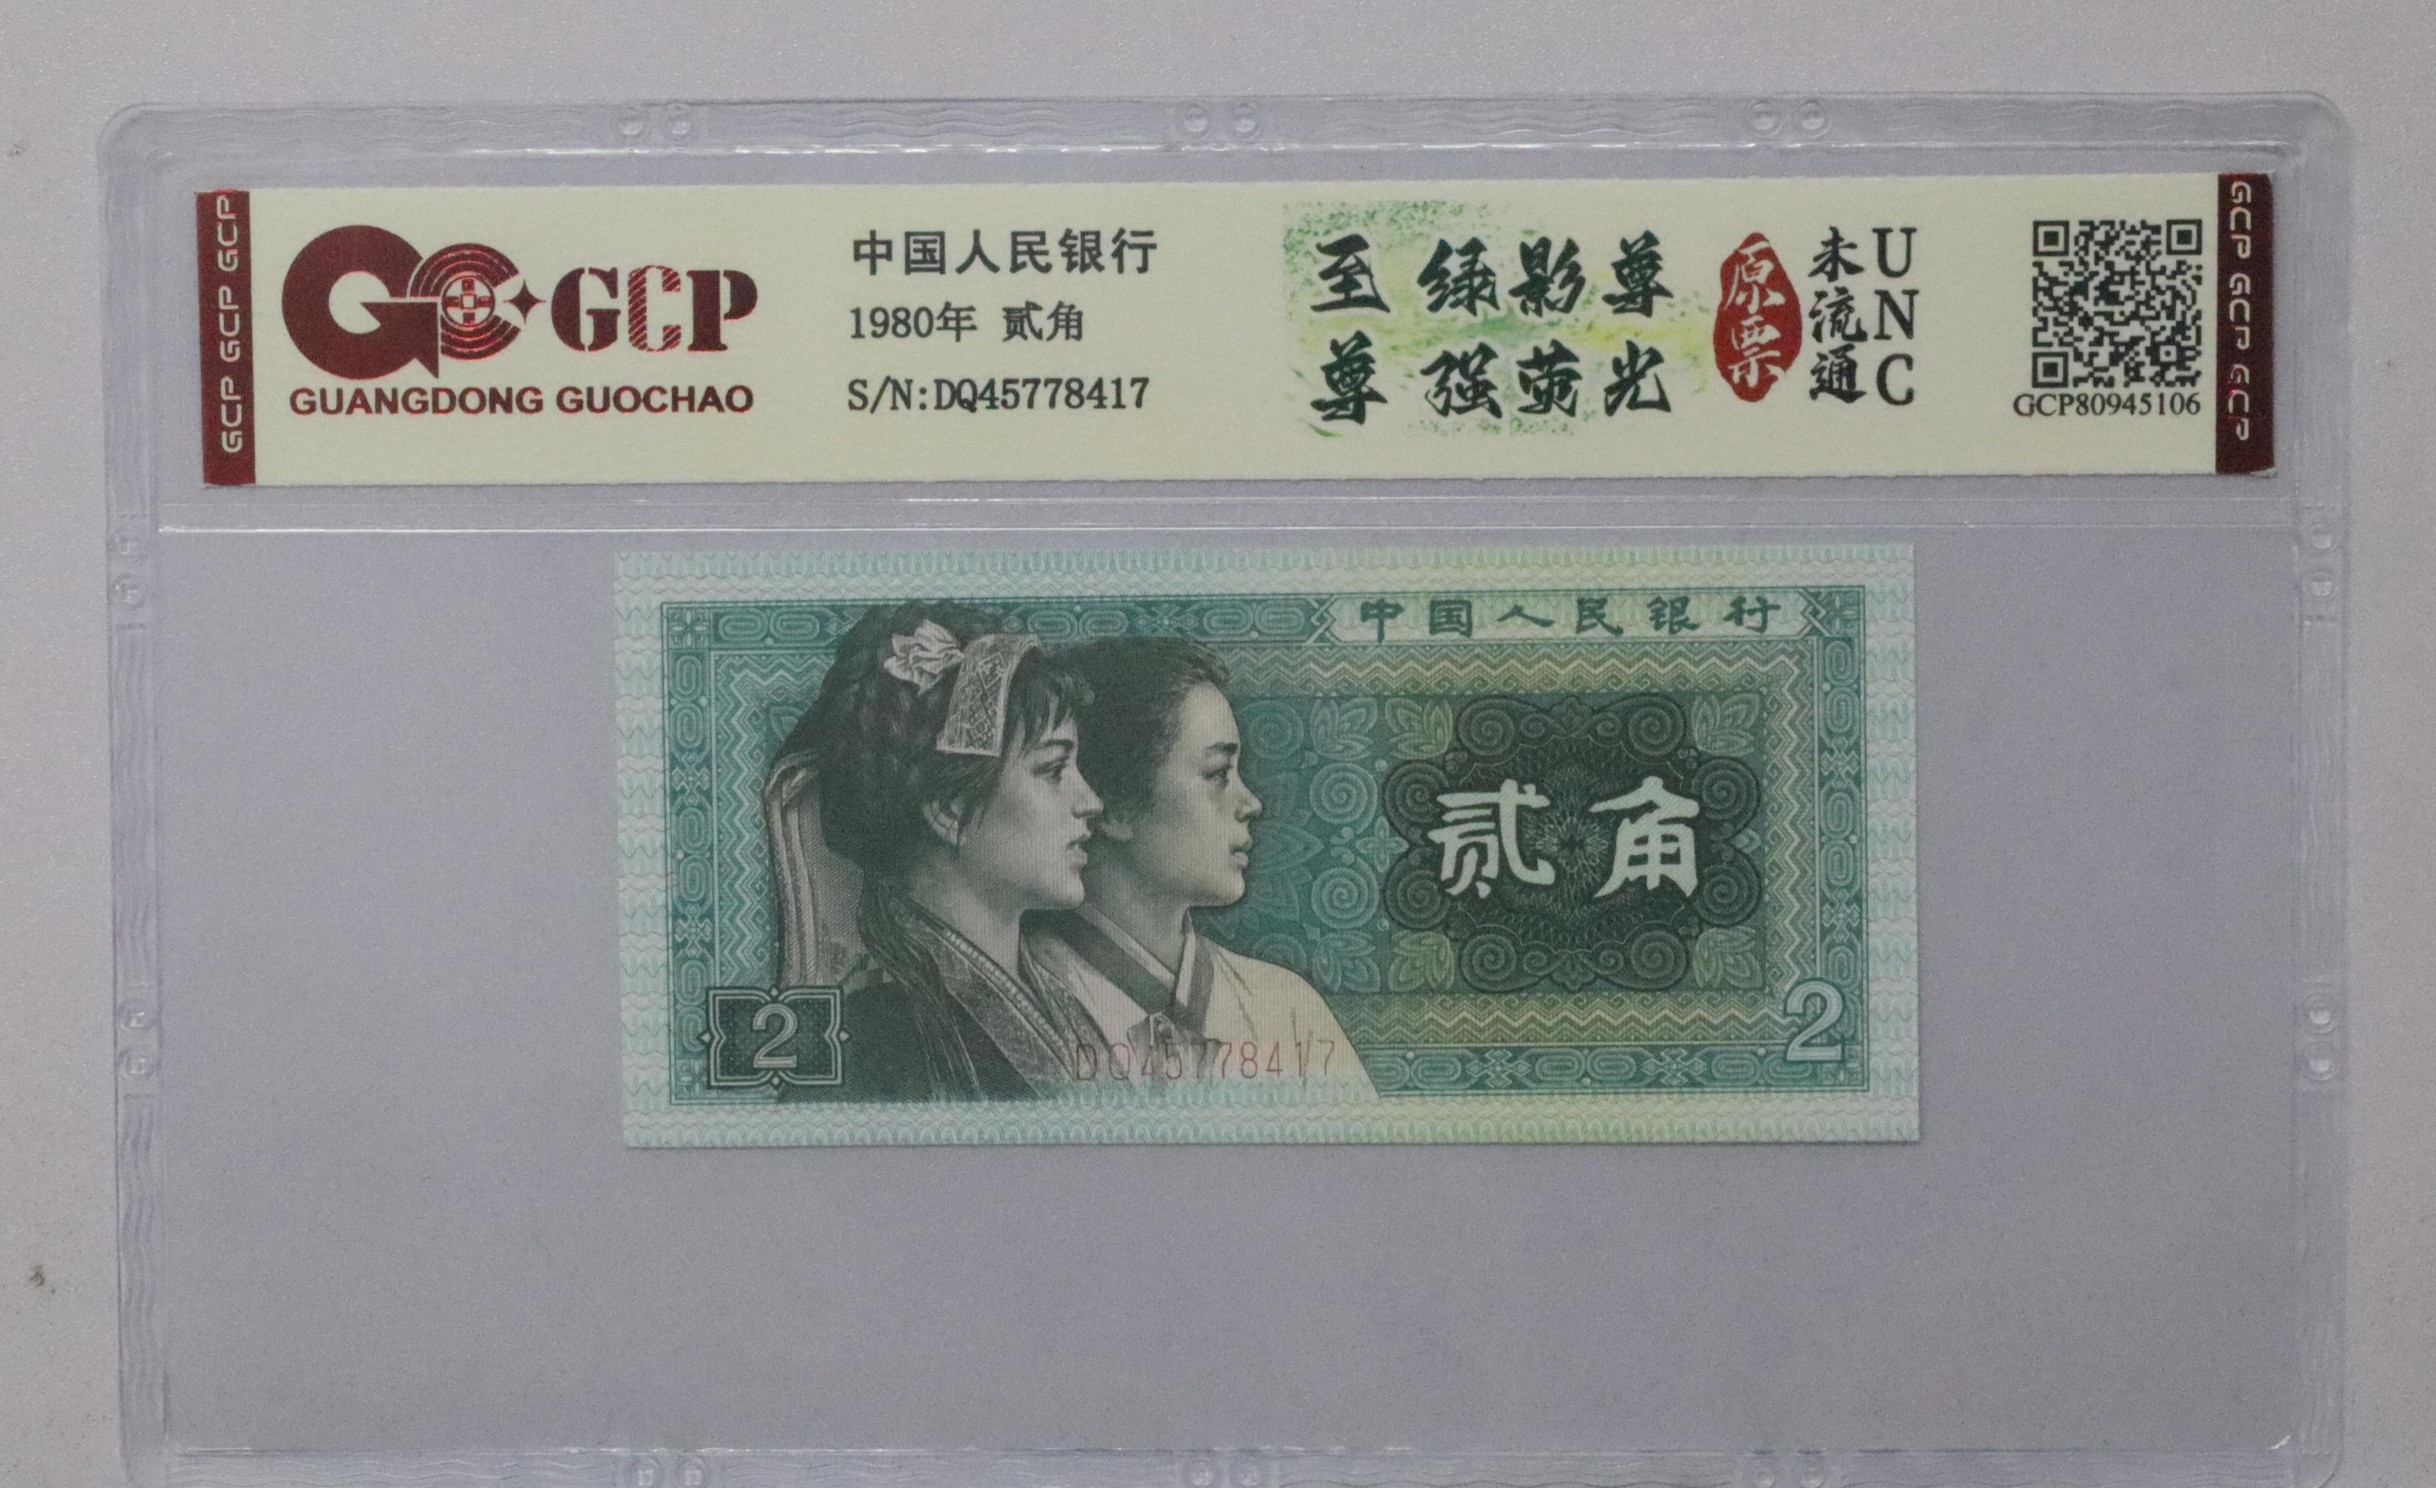 GCP GCP GCP
GCP
GUANGDONG GUOCHAO
中国人民银行
1980年 贰角
S/N:DQ45778417
至 绿影尊
尊 强荧光
原票
未流通
UNC
GCP80945106
GCP GCP GCP
中国人民银行
贰角
2
2
DQ45778417